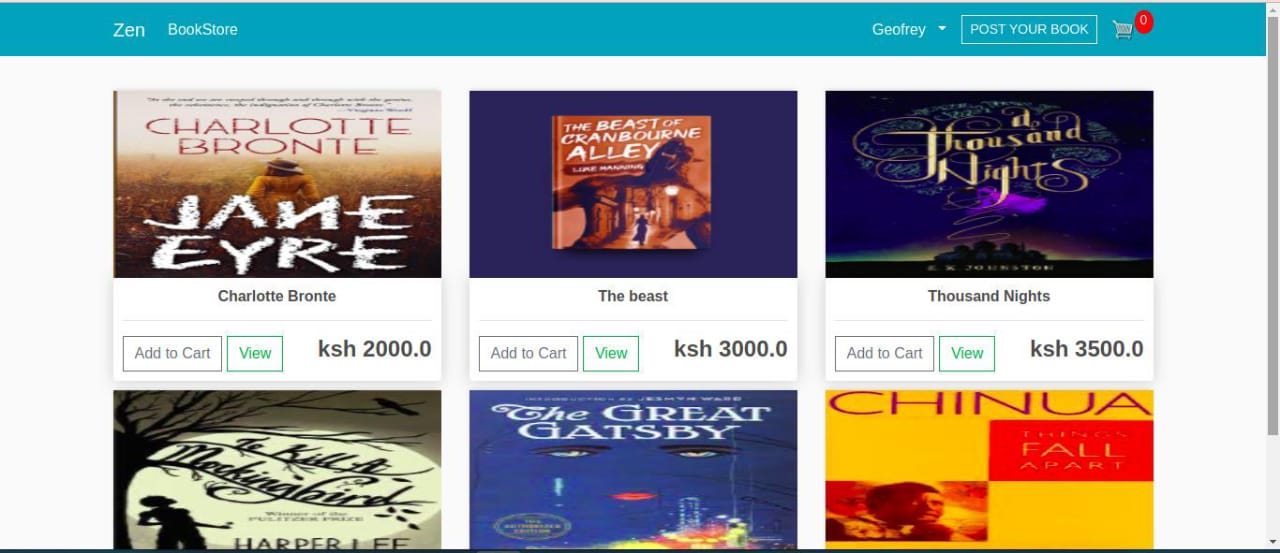 Zen BookStore Geofrey POST YOUR BOOK 0
CHARLOTTE
BRONTE
JANE
EYRE
THE BEAST OF
CRANBOURNE
ALLEY
LUKE MANNING
a
Thousand
Nights
E. K. JOHNSTON
Charlotte Bronte
The beast
Thousand Nights
Add to Cart View ksh 2000.0
Add to Cart View ksh 3000.0
Add to Cart View ksh 3500.0
To Kill A
Mockingbird
Winner of the
PULITZER PRIZE
HARPER LEE
INTRODUCTION BY JESMYN WARD
The GREAT
GATSBY
THE
AUTHORIZED
EDITION
CHINUA
THINGS
FALL
APART